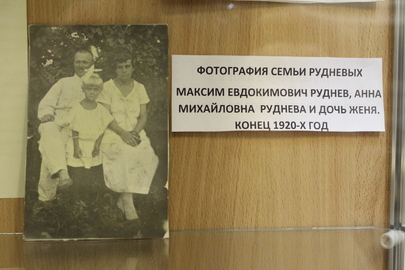 ФОТОГРАФИЯ СЕМЬИ РУДНЕВЫХ
МАКСИМ ЕВДОКИМОВИЧ РУДНЕВ, АННА
МИХАЙЛОВНА РУДНЕВА И ДОЧЬ ЖЕНЯ.
КОНЕЦ 1920-Х ГОД